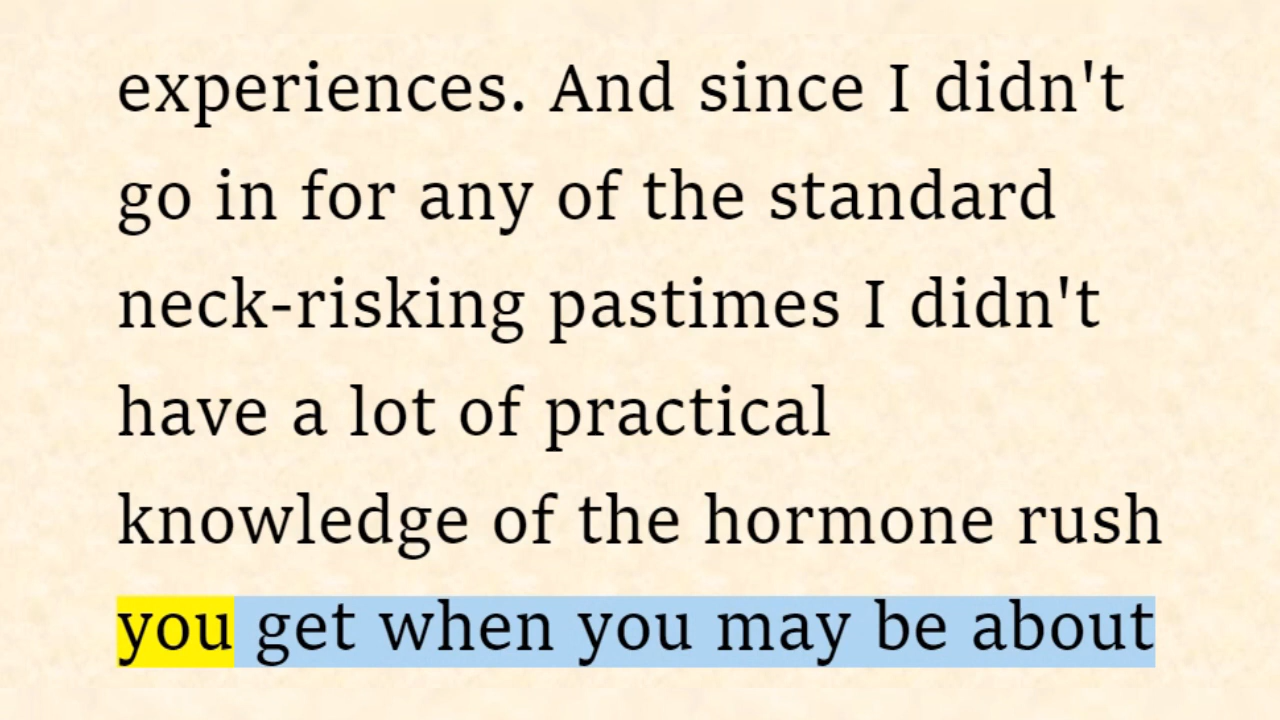 experiences. And since I didn't
go in for any of the standard
neck-risking pastimes I didn't
have a lot of practical
knowledge of the hormone rush
you get when you may be about